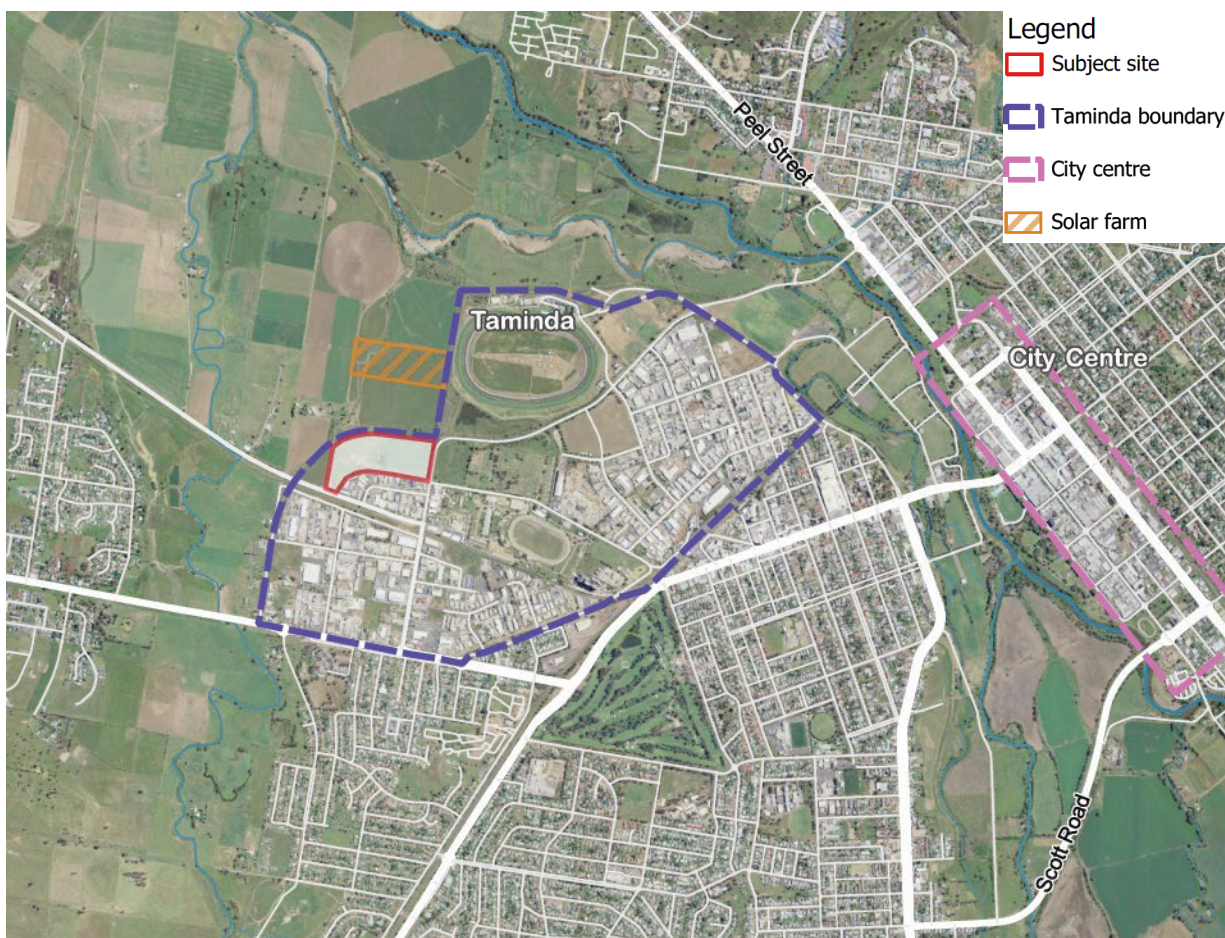 Legend
Subject site
Taminda boundary
City centre
Solar farm
Peel Street
Taminda
City Centre
Scott Road